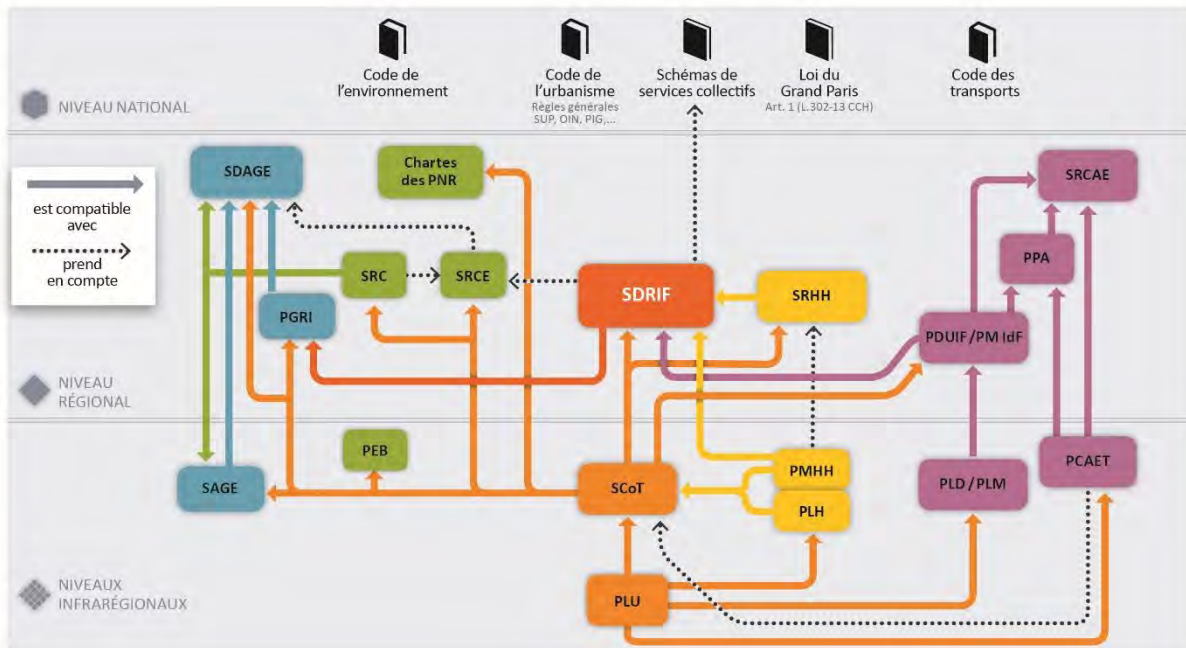 Code de
l'environnement
Code de
l'urbanisme
Règles générales
SUP, OIN, PIG,...
Schémas de
services collectifs
Loi du
Grand Paris
Art. 1 (L.302-13 CCH)
Code des
transports
NIVEAU NATIONAL
SDAGE
Chartes
des PNR
SRCAE
est compatible
avec
prend
en compte
PPA
SRC
SRCE
SDRIF
SRHH
PGRI
PDUIF/PM IdF
NIVEAU
RÉGIONAL
PEB
SAGE
SCoT
PMHH
PLH
PLD / PLM
PCAET
NIVEAUX
INFRARÉGIONAUX
PLU